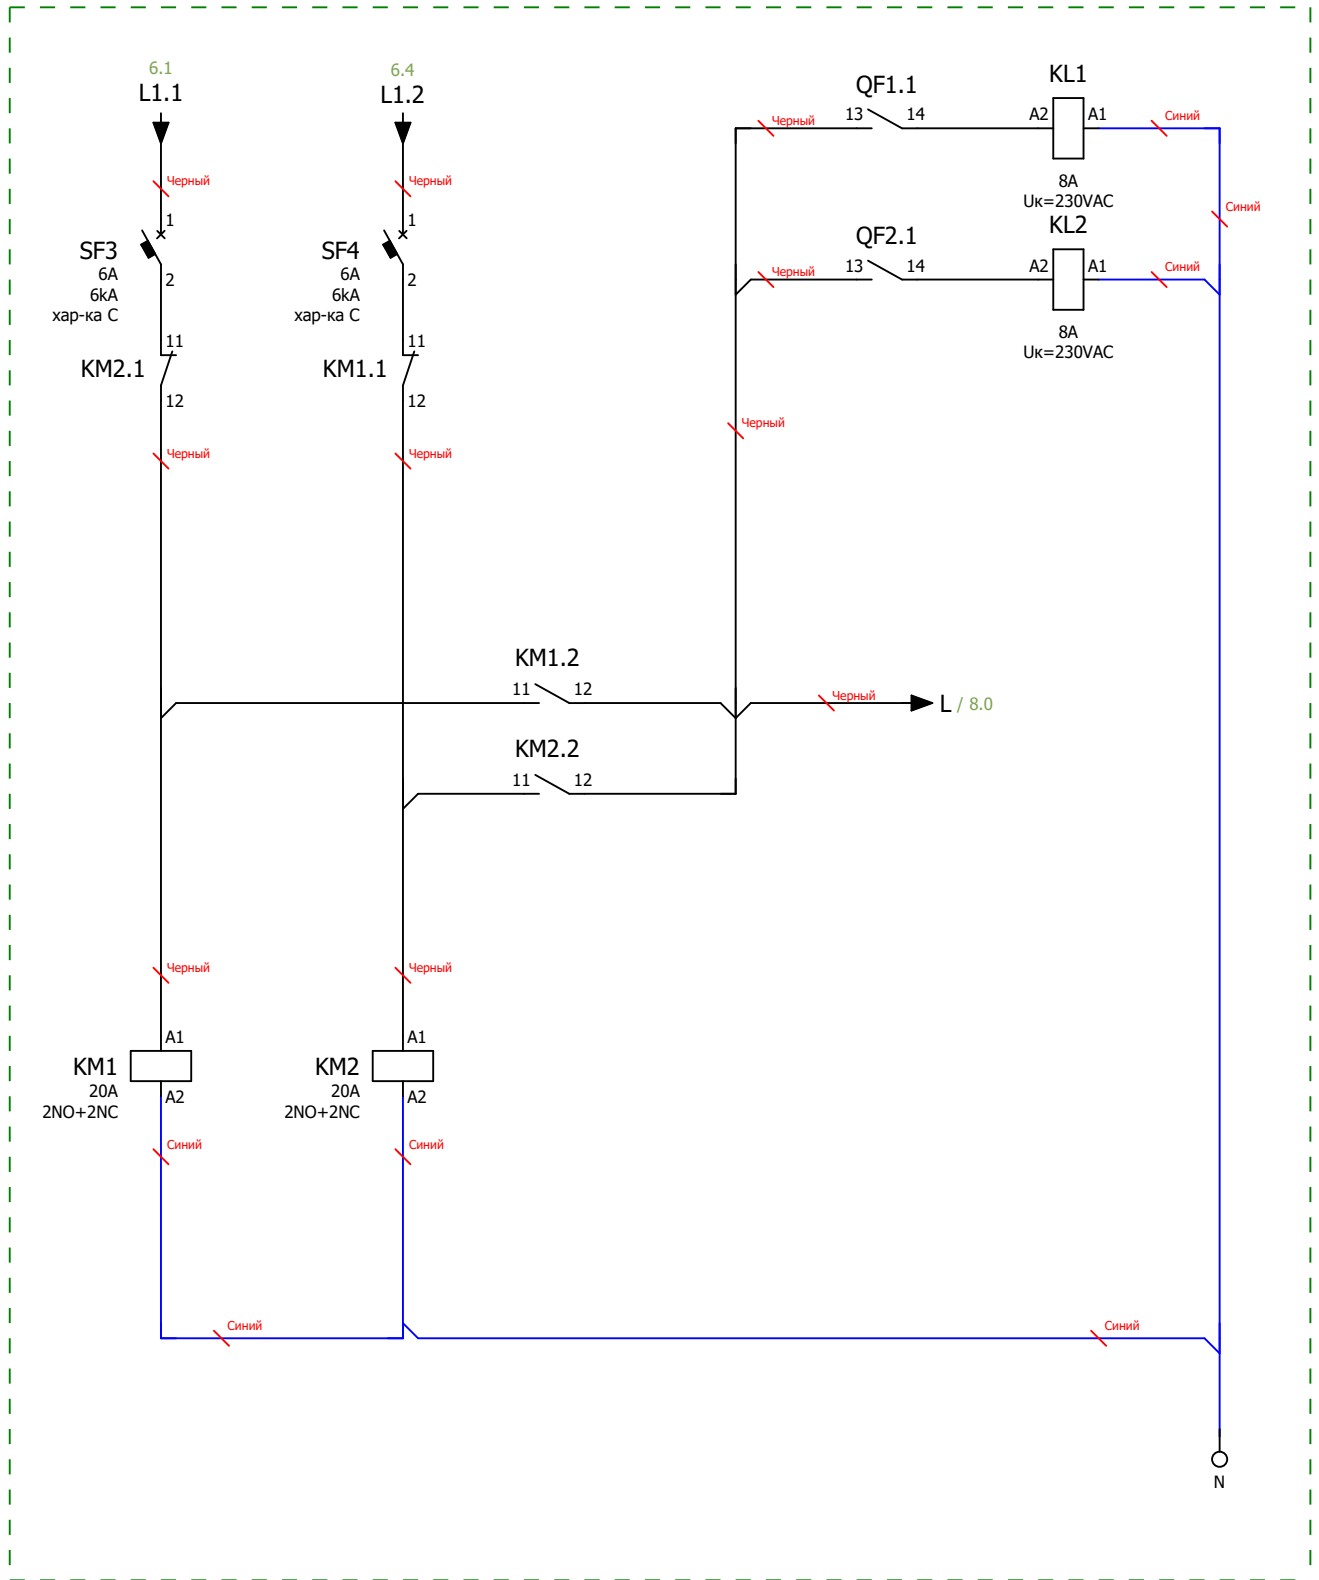 6.1
L1.1
6.4
L1.2
KL1
QF1.1
13
14
A2
A1
Черный
Синий
8A
Uк=230VAC
Черный
Черный
Синий
1
1
KL2
QF2.1
SF3
SF4
6A
6A
2
2
13
14
A2
A1
Черный
Синий
6kA
6kA
хар-ка С
хар-ка С
8A
Uк=230VAC
11
11
KM2.1
KM1.1
12
12
Черный
Черный
Черный
KM1.2
11
12
Черный
L / 8.0
KM2.2
11
12
Черный
Черный
A1
A1
KM1
KM2
20A
20A
A2
A2
2NO+2NC
2NO+2NC
Синий
Синий
Синий
Синий
N